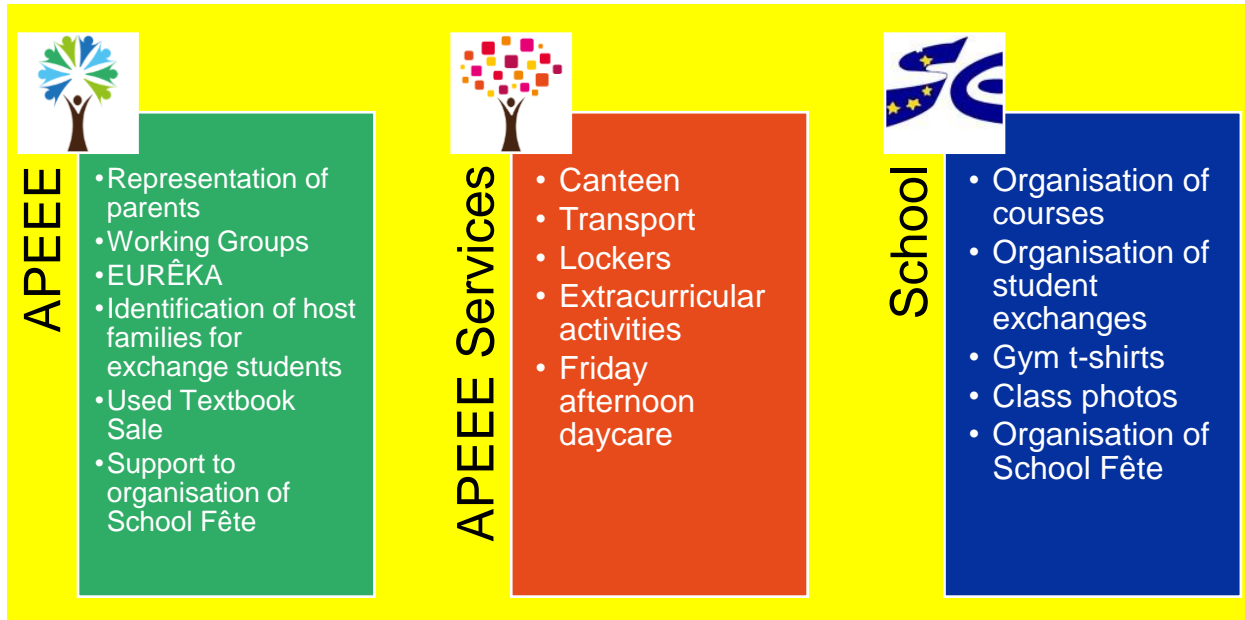 APEEE
•Representation of
parents
•Working Groups
•EURÊKA
•Identification of host
families for
exchange students
•Used Textbook
Sale
•Support to
organisation of
School Fête
APEEE Services
• Canteen
• Transport
• Lockers
• Extracurricular
activities
• Friday
afternoon
daycare
School
• Organisation of
courses
• Organisation of
student
exchanges
• Gym t-shirts
• Class photos
• Organisation of
School Fête